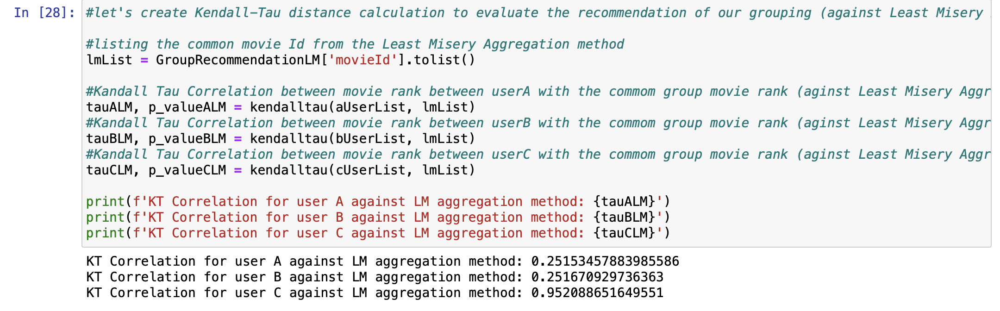 In [28]: #let's create Kendall-Tau distance calculation to evaluate the recommendation of our grouping (against Least Misery
#listing the common movie Id from the Least Misery Aggregation method
lmList = GroupRecommendationLM['movieId'].tolist()
#Kandall Tau Correlation between movie rank between userA with the commom group movie rank (aginst Least Misery Aggr
tauALM, p_valueALM = kendalltau(aUserList, lmList)
#Kandall Tau Correlation between movie rank between userB with the commom group movie rank (aginst Least Misery Aggr
tauBLM, p_valueBLM = kendalltau(bUserList, lmList)
#Kandall Tau Correlation between movie rank between userC with the commom group movie rank (aginst Least Misery Aggr
tauCLM, p_valueCLM = kendalltau(cUserList, lmList)
print(f'KT Correlation for user A against LM aggregation method: {tauALM}')
print(f'KT Correlation for user B against LM aggregation method: {tauBLM}')
print(f'KT Correlation for user C against LM aggregation method: {tauCLM}')
KT Correlation for user A against LM aggregation method: 0.25153457883985586
KT Correlation for user B against LM aggregation method: 0.251670929736363
KT Correlation for user C against LM aggregation method: 0.952088651649551